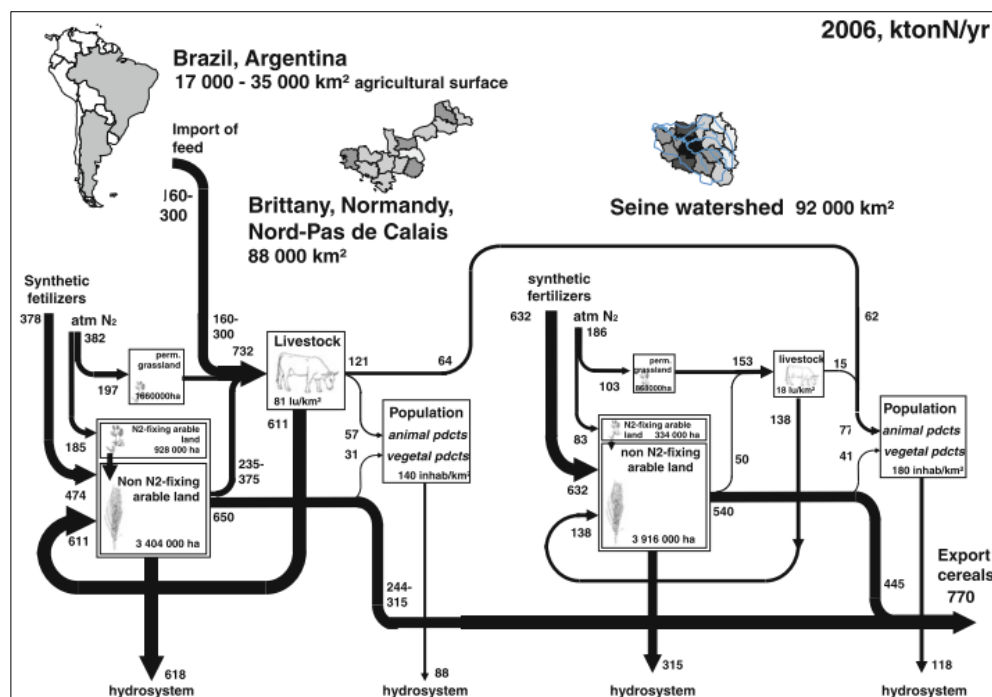 2006, ktonN/yr
Brazil, Argentina
17 000 - 35 000 km² agricultural surface
Import of
feed
160-
300
Brittany, Normandy,
Nord-Pas de Calais
88 000 km²
Seine watershed 92 000 km²
Synthetic
fetilizers
378
atm N₂
382
197
perm.
grassland
1660000ha
160-
300
732
Livestock
81 lu/km²
121
64
611
185
N2-fixing arable
land
928 000 ha
474
Non N2-fixing
arable land
3 404 000 ha
611
235-
375
650
57
31
Population
animal pdcts
vegetal pdcts
140 inhab/km²
244-
315
618
hydrosystem
88
hydrosystem
synthetic
fertilizers
632
atm N₂
186
103
perm.
grassland
668000ha
153
livestock
18 lu/km²
15
62
138
83
N2-fixing arable
land 334 000 ha
632
non N2-fixing
arable land
3 916 000 ha
138
50
540
77
41
Population
animal pdcts
vegetal pdcts
180 inhab/km²
445
Export
cereals
770
315
hydrosystem
118
hydrosystem